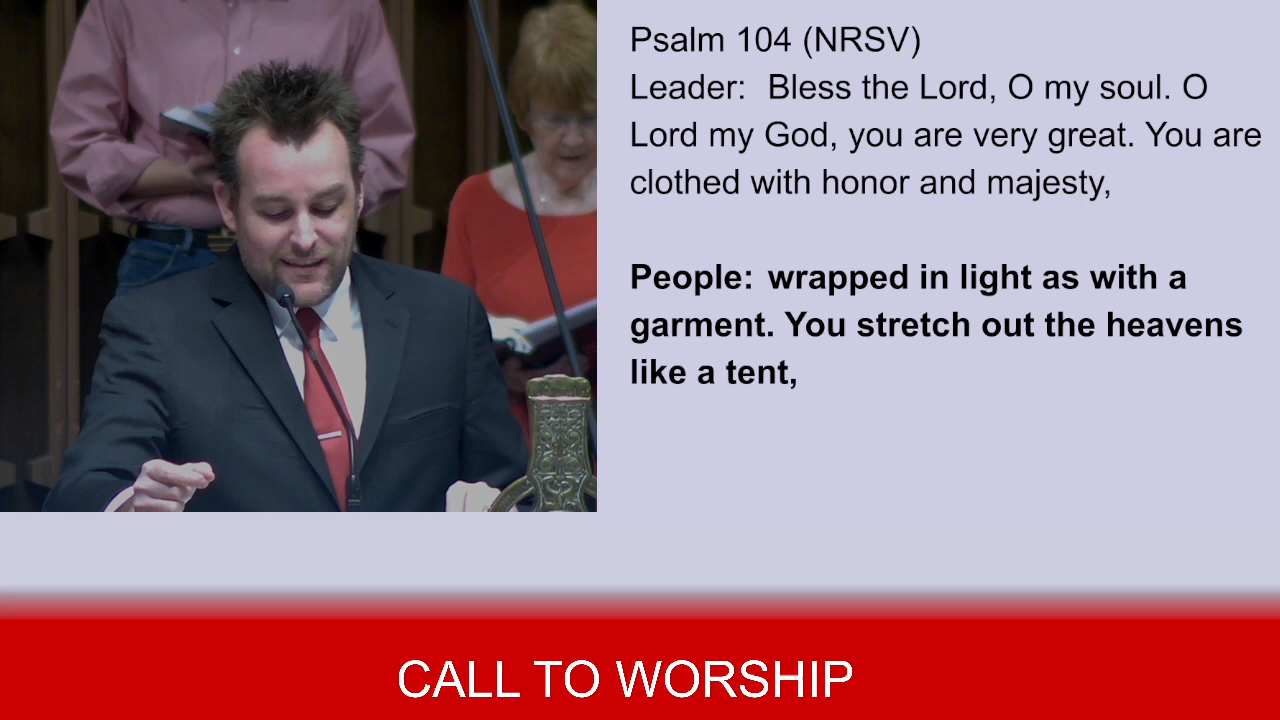 Psalm 104 (NRSV)
Leader:  Bless the Lord, O my soul. O
Lord my God, you are very great. You are
clothed with honor and majesty,
People:  wrapped in light as with a
garment. You stretch out the heavens
like a tent,
CALL TO WORSHIP